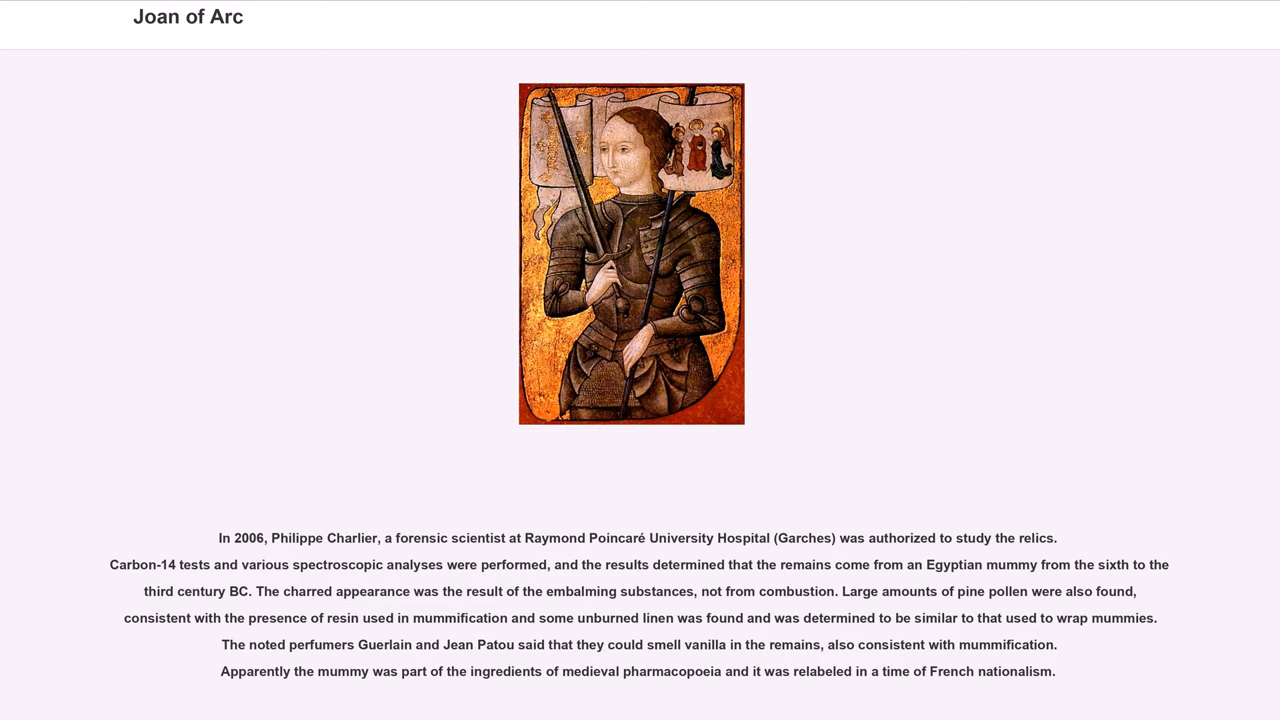 Joan of Arc
In 2006, Philippe Charlier, a forensic scientist at Raymond Poincaré University Hospital (Garches) was authorized to study the relics.
Carbon-14 tests and various spectroscopic analyses were performed, and the results determined that the remains come from an Egyptian mummy from the sixth to the
third century BC. The charred appearance was the result of the embalming substances, not from combustion. Large amounts of pine pollen were also found,
consistent with the presence of resin used in mummification and some unburned linen was found and was determined to be similar to that used to wrap mummies.
The noted perfumers Guerlain and Jean Patou said that they could smell vanilla in the remains, also consistent with mummification.
Apparently the mummy was part of the ingredients of medieval pharmacopoeia and it was relabeled in a time of French nationalism.